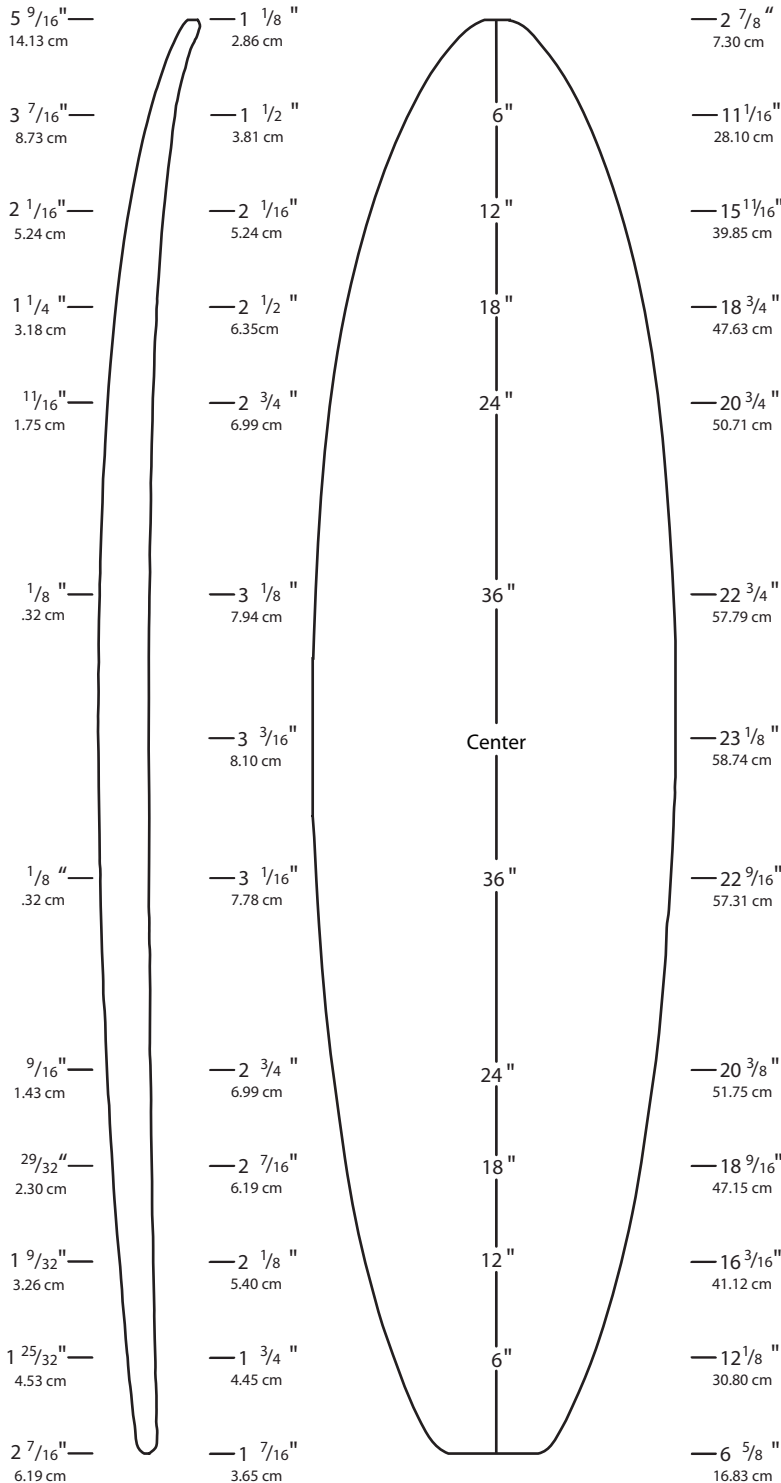 5 9/16" 1 1/8 " 2 7/8 “
14.13 cm 2.86 cm 7.30 cm
3 7/16" 1 1/2 " 6" 11 1/16"
8.73 cm 3.81 cm 28.10 cm
2 1/16" 2 1/16" 12" 15 11/16"
5.24 cm 5.24 cm 39.85 cm
1 1/4 " 2 1/2 " 18" 18 3/4 "
3.18 cm 6.35cm 47.63 cm
11/16" 2 3/4 " 24" 20 3/4 "
1.75 cm 6.99 cm 50.71 cm
1/8 " 3 1/8 " 36" 22 3/4 "
.32 cm 7.94 cm 57.79 cm
3 3/16" Center 23 1/8 "
8.10 cm 58.74 cm
1/8 “ 3 1/16" 36" 22 9/16"
.32 cm 7.78 cm 57.31 cm
9/16" 2 3/4 " 24" 20 3/8 "
1.43 cm 6.99 cm 51.75 cm
29/32“ 2 7/16" 18" 18 9/16"
2.30 cm 6.19 cm 47.15 cm
1 9/32" 2 1/8 " 12" 16 3/16"
3.26 cm 5.40 cm 41.12 cm
1 25/32" 1 3/4 " 6" 12 1/8 "
4.53 cm 4.45 cm 30.80 cm
2 7/16" 1 7/16" 6 5/8 "
6.19 cm 3.65 cm 16.83 cm